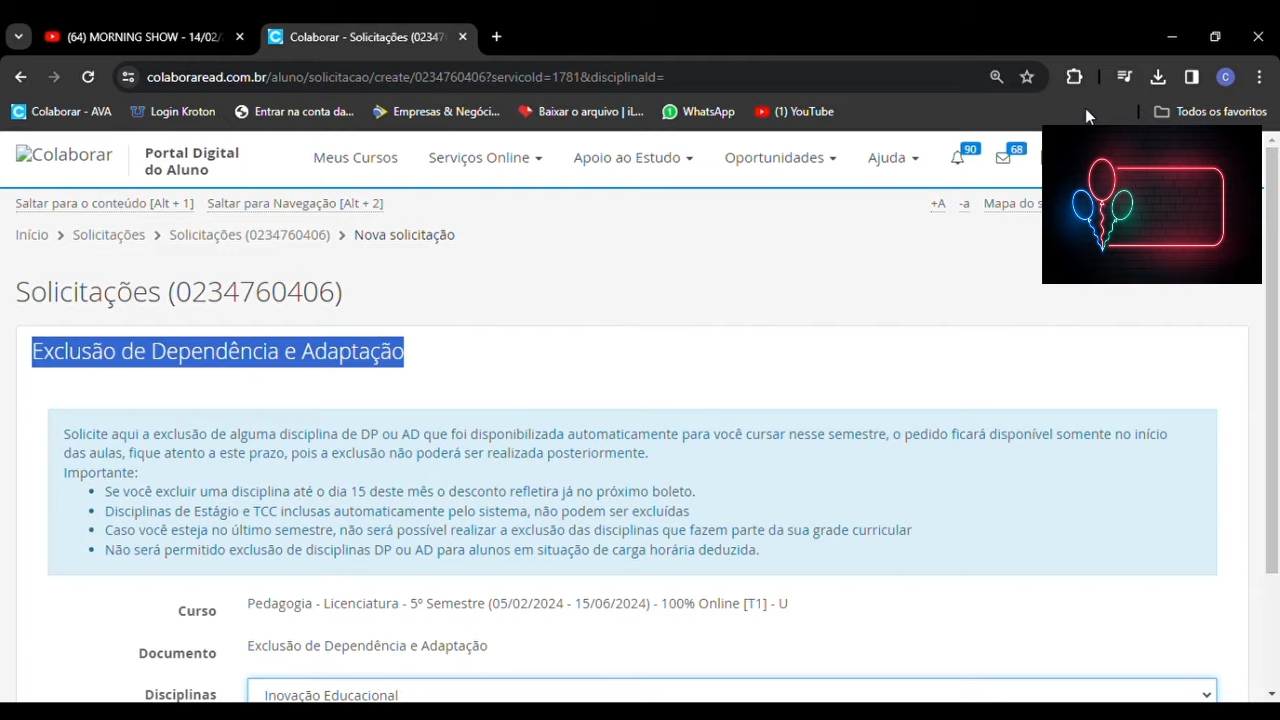 (64) MORNING SHOW - 14/02/
Colaborar - Solicitações (02347
colaboraread.com.br/aluno/solicitacao/create/0234760406?servicoId=1781&disciplinaId=
C
Colaborar - AVA
Login Kroton
Entrar na conta da...
Empresas & Negóci...
Baixar o arquivo | iL...
WhatsApp
(1) YouTube
Todos os favoritos
Colaborar
Portal Digital
do Aluno
Meus Cursos
Serviços Online
Apoio ao Estudo
Oportunidades
Ajuda
90
68
Saltar para o conteúdo [Alt + 1]
Saltar para Navegação [Alt + 2]
+A
-a
Mapa do s
Início > Solicitações > Solicitações (0234760406) > Nova solicitação
Solicitações (0234760406)
Exclusão de Dependência e Adaptação
Solicite aqui a exclusão de alguma disciplina de DP ou AD que foi disponibilizada automaticamente para você cursar nesse semestre, o pedido ficará disponível somente no início
das aulas, fique atento a este prazo, pois a exclusão não poderá ser realizada posteriormente.
Importante:
• Se você excluir uma disciplina até o dia 15 deste mês o desconto refletira já no próximo boleto.
• Disciplinas de Estágio e TCC inclusas automaticamente pelo sistema, não podem ser excluídas
• Caso você esteja no último semestre, não será possível realizar a exclusão das disciplinas que fazem parte da sua grade curricular
• Não será permitido exclusão de disciplinas DP ou AD para alunos em situação de carga horária deduzida.
Curso
Pedagogia - Licenciatura - 5º Semestre (05/02/2024 - 15/06/2024) - 100% Online [T1] - U
Documento
Exclusão de Dependência e Adaptação
Disciplinas
Inovação Educacional